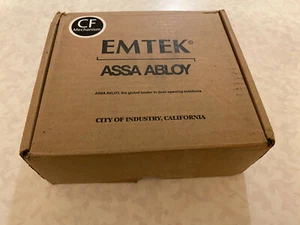 CF
Mechanism
EMTEK®
ASSA ABLOY
ASSA ABLOY, the global leader in door opening solutions
CITY OF INDUSTRY, CALIFORNIA